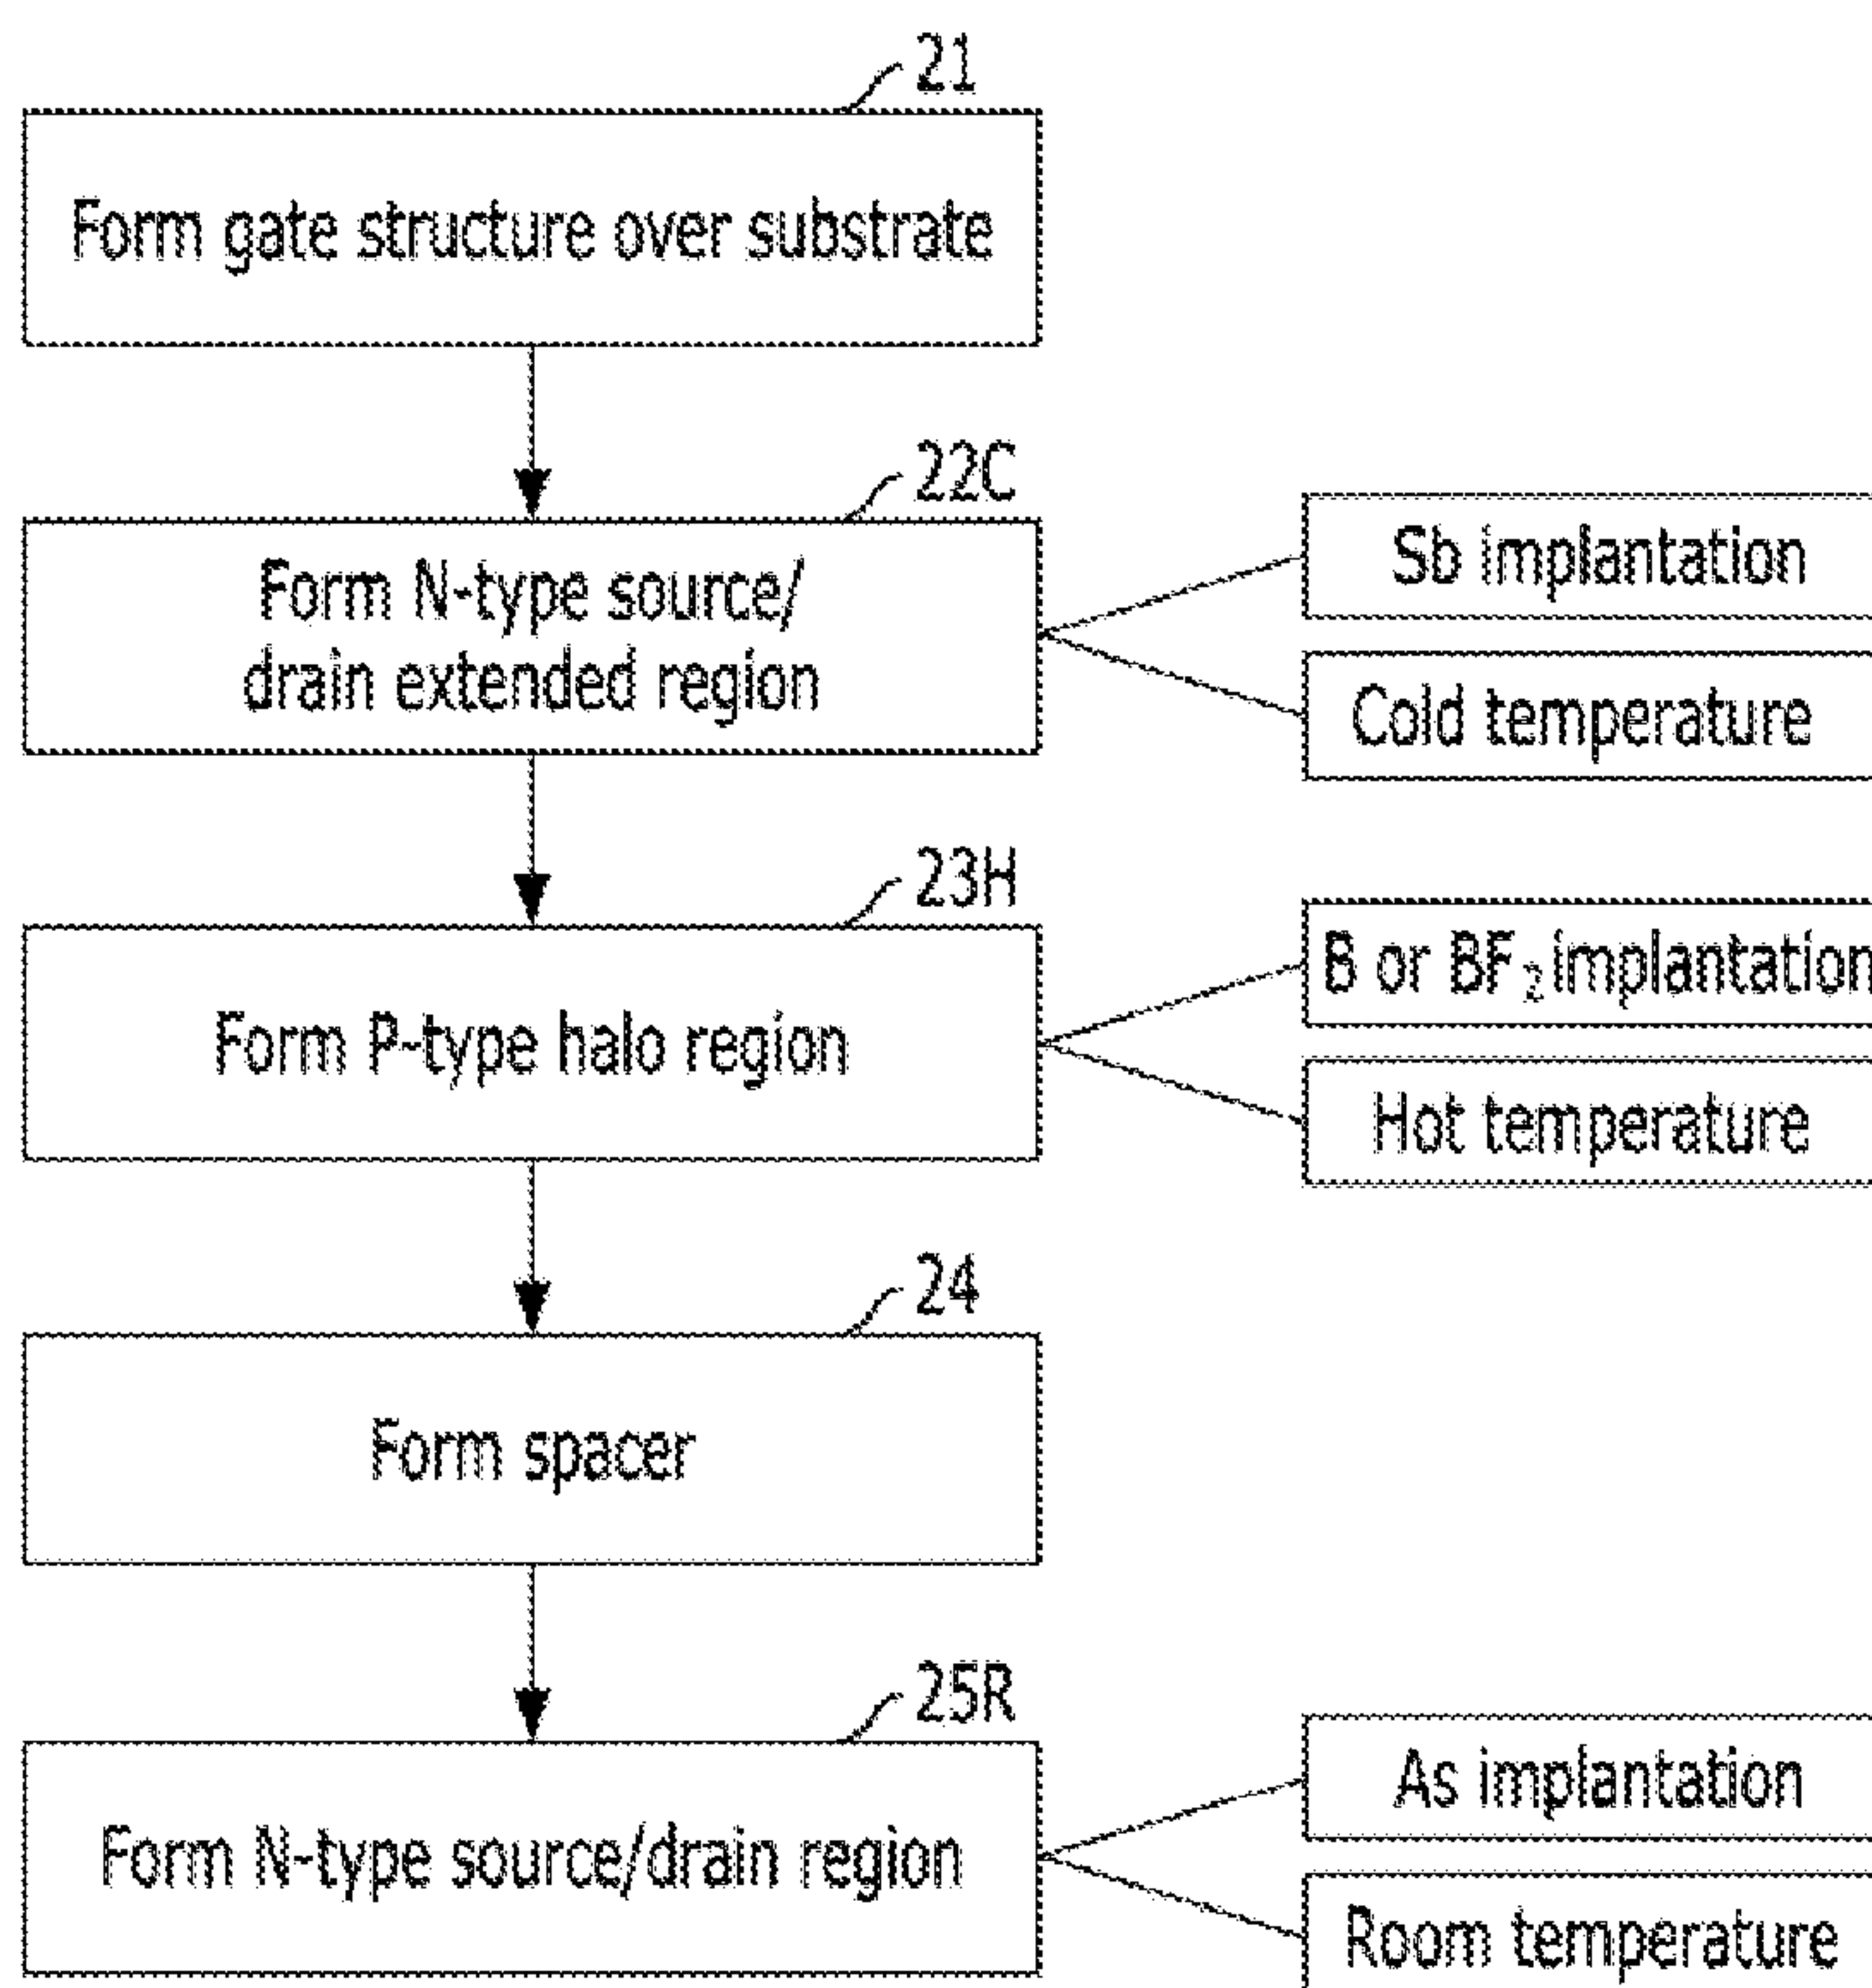 21
Form gate structure over substrate
22C
Form N-type source/
drain extended region
Sb implantation
Cold temperature
23H
Form P-type halo region
B or BF₂ implantation
Hot temperature
24
Form spacer
25R
Form N-type source/drain region
As implantation
Room temperature